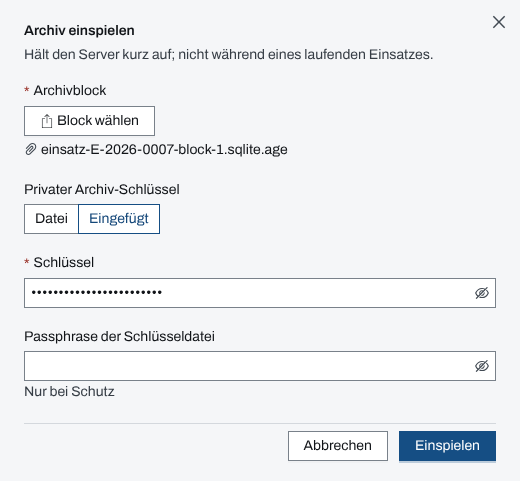 Archiv einspielen
Hält den Server kurz auf; nicht während eines laufenden Einsatzes.
* Archivblock
Block wählen
einsatz-E-2026-0007-block-1.sqlite.age
Privater Archiv-Schlüssel
Datei Eingefügt
* Schlüssel
••••••••••••••••••••••••
Passphrase der Schlüsseldatei
Nur bei Schutz
Abbrechen Einspielen